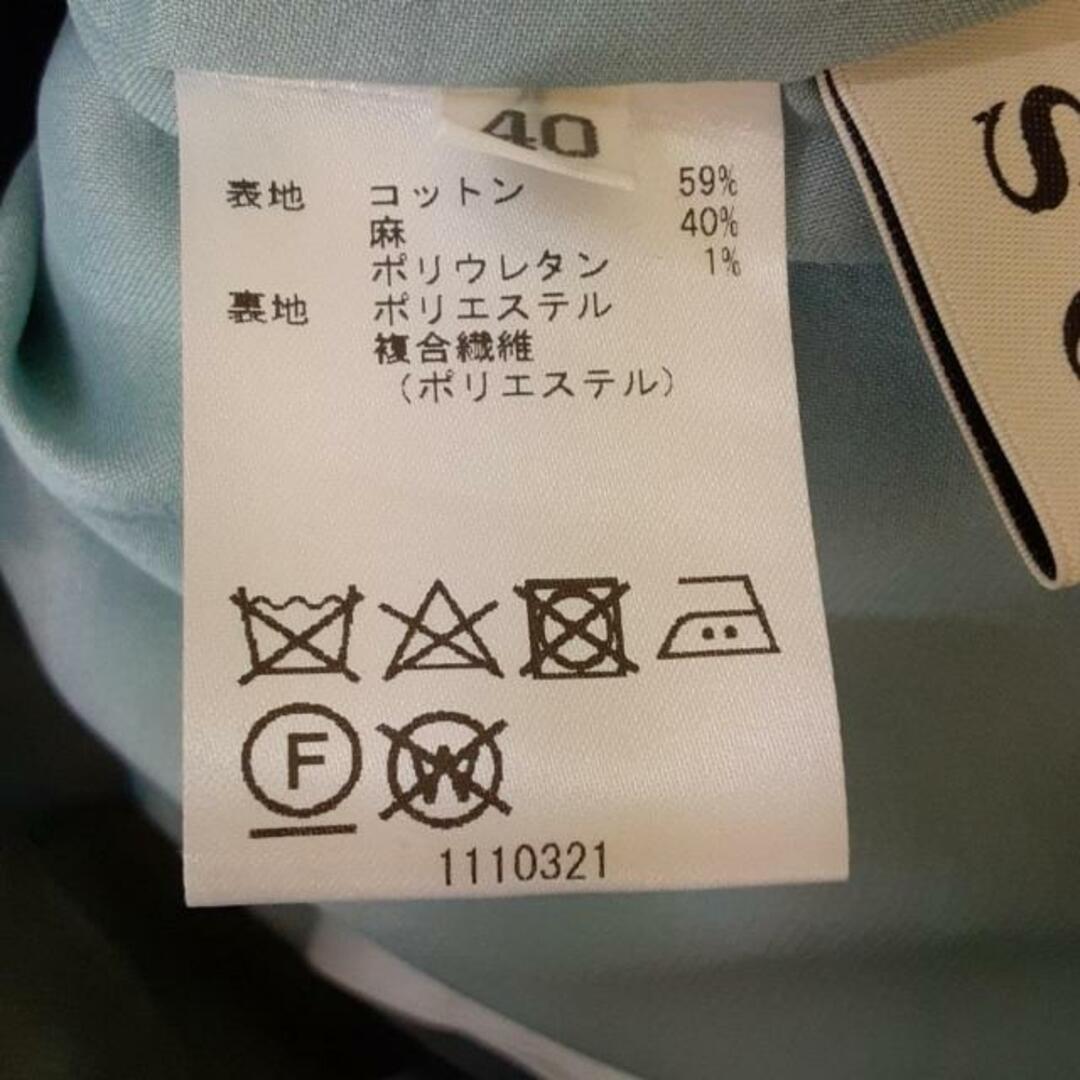 40
表地 コットン 59%
麻 40%
ポリウレタン 1%
裏地 ポリエステル
複合繊維
(ポリエステル)
F
W
1110321
S